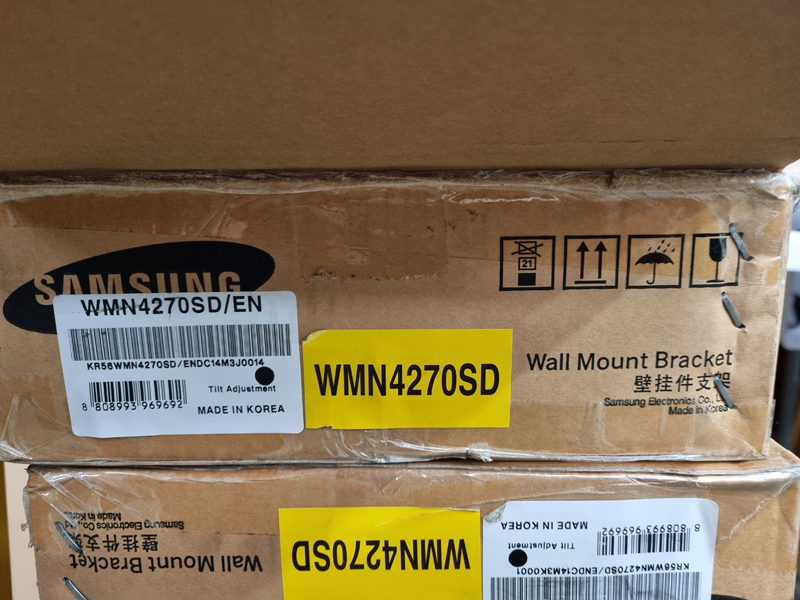 SAMSUNG
WMN4270SD/EN
KR56WMN4270SD/ENDC14M3J0014
Tilt Adjustment
8 808993 969692
MADE IN KOREA
WMN4270SD
21
Wall Mount Bracket
壁挂件支架
Samsung Electronics Co., Lt
Made in Korea
Wall Mount Bracket
壁挂件支架
Samsung Electronics Co., Ltd
Made in Korea
WMN4270SD
KR56WMN4270SD/ENDC14M3K0001
Tilt Adjustment
8 808993 969692
MADE IN KOREA